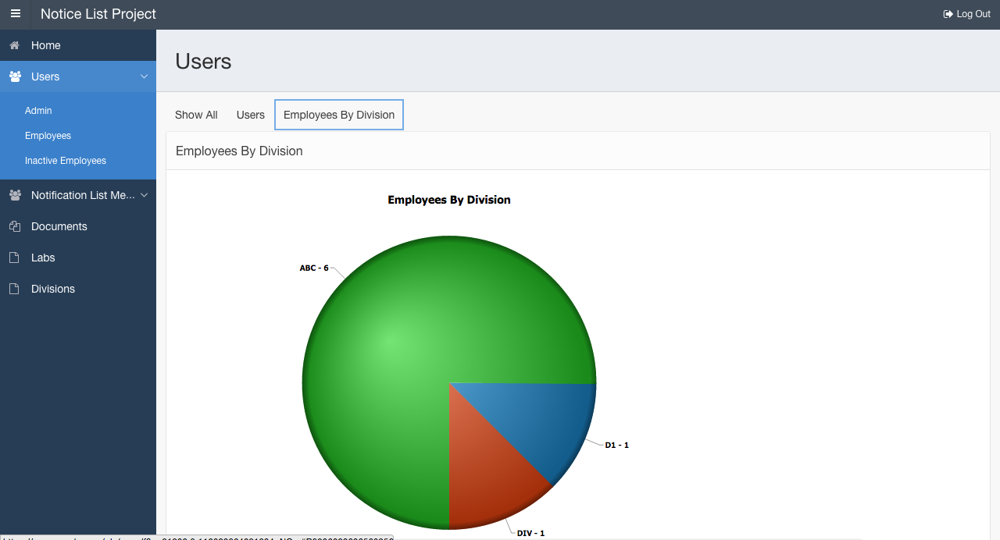 Notice List Project
Log Out
Home
Users
Admin
Employees
Inactive Employees
Notification List Me...
Documents
Labs
Divisions
Users
Show All Users Employees By Division
Employees By Division
Employees By Division
ABC - 6
D1 - 1
DIV - 1